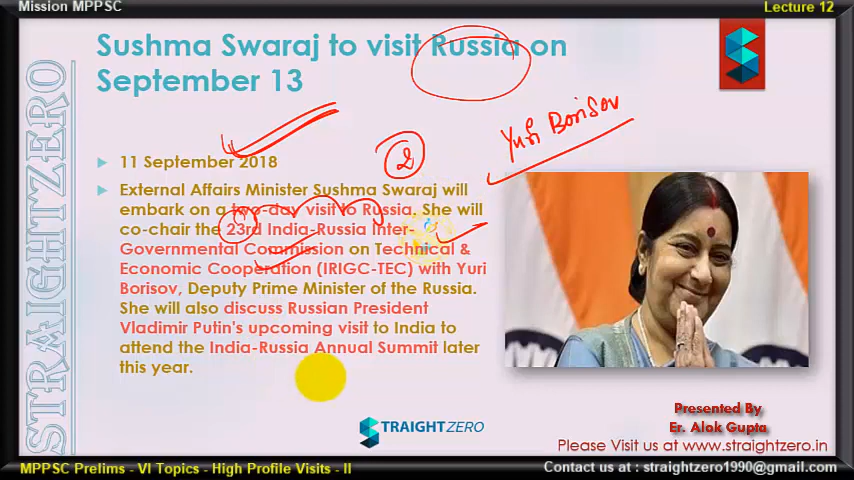 Mission MPPSC
Lecture 12
Sushma Swaraj to visit Russia on
September 13
Yuri Borisov
2
11 September 2018
External Affairs Minister Sushma Swaraj will
embark on a two-day visit to Russia. She will
co-chair the 23rd India-Russia Inter-
Governmental Commission on Technical &
Economic Cooperation (IRIGC-TEC) with Yuri
Borisov, Deputy Prime Minister of the Russia.
She will also discuss Russian President
Vladimir Putin's upcoming visit to India to
attend the India-Russia Annual Summit later
this year.
STRAIGHTZERO
STRAIGHTZERO
Presented By
Er. Alok Gupta
Please Visit us at www.straightzero.in
MPPSC Prelims - VI Topics - High Profile Visits - II
Contact us at : straightzero1990@gmail.com